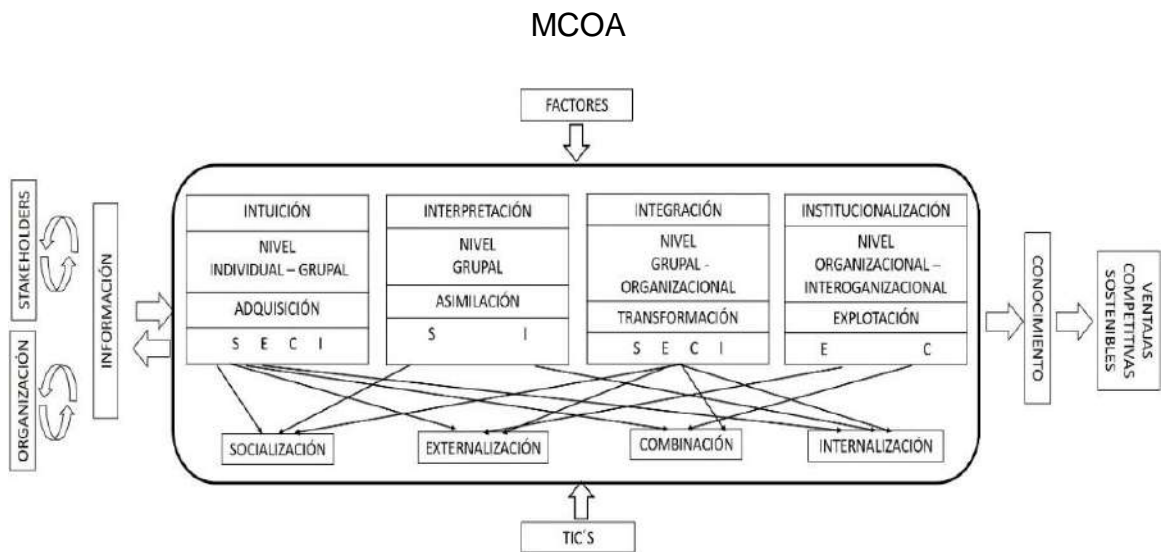 MCOA
FACTORES
STAKEHOLDERS
ORGANIZACIÓN
INFORMACIÓN
INTUICIÓN
NIVEL
INDIVIDUAL – GRUPAL
ADQUISICIÓN
S E C I
INTERPRETACIÓN
NIVEL
GRUPAL
ASIMILACIÓN
S I
INTEGRACIÓN
NIVEL
GRUPAL -
ORGANIZACIONAL
TRANSFORMACIÓN
S E C I
INSTITUCIONALIZACIÓN
NIVEL
ORGANIZACIONAL –
INTEROGANIZACIONAL
EXPLOTACIÓN
E C
SOCIALIZACIÓN
EXTERNALIZACIÓN
COMBINACIÓN
INTERNALIZACIÓN
CONOCIMIENTO
VENTAJAS
COMPETITIVAS
SOSTENIBLES
TIC´S